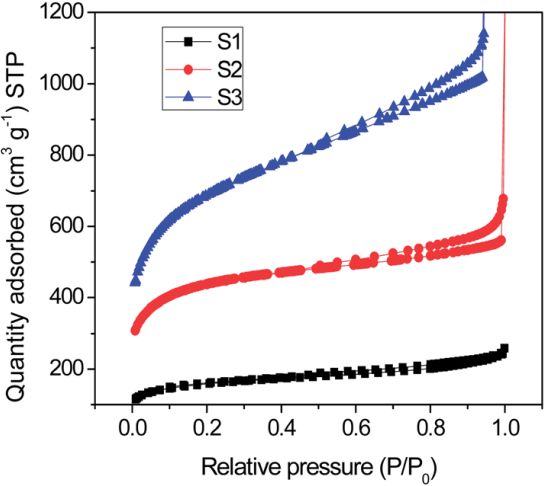 1200
1000
800
600
400
200
0.0 0.2 0.4 0.6 0.8 1.0
Quantity adsorbed (cm³ g⁻¹) STP
Relative pressure (P/P₀)
S1
S2
S3